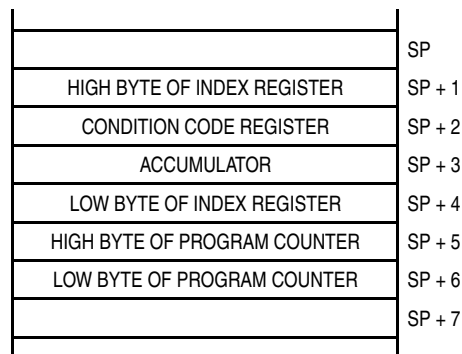 SP
HIGH BYTE OF INDEX REGISTER SP + 1
CONDITION CODE REGISTER SP + 2
ACCUMULATOR SP + 3
LOW BYTE OF INDEX REGISTER SP + 4
HIGH BYTE OF PROGRAM COUNTER SP + 5
LOW BYTE OF PROGRAM COUNTER SP + 6
SP + 7